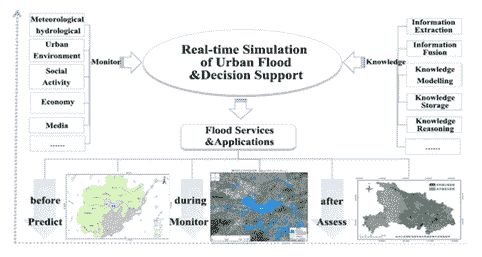 Meteorological
hydrological
Urban
Environment
Social
Activity
Economy
Media
......
Monitor
Real-time Simulation
of Urban Flood
&Decision Support
Knowledge
Information
Extraction
Information
Fusion
Knowledge
Modelling
Knowledge
Storage
Knowledge
Reasoning
......
Flood Services
&Applications
before
Predict
during
Monitor
after
Assess